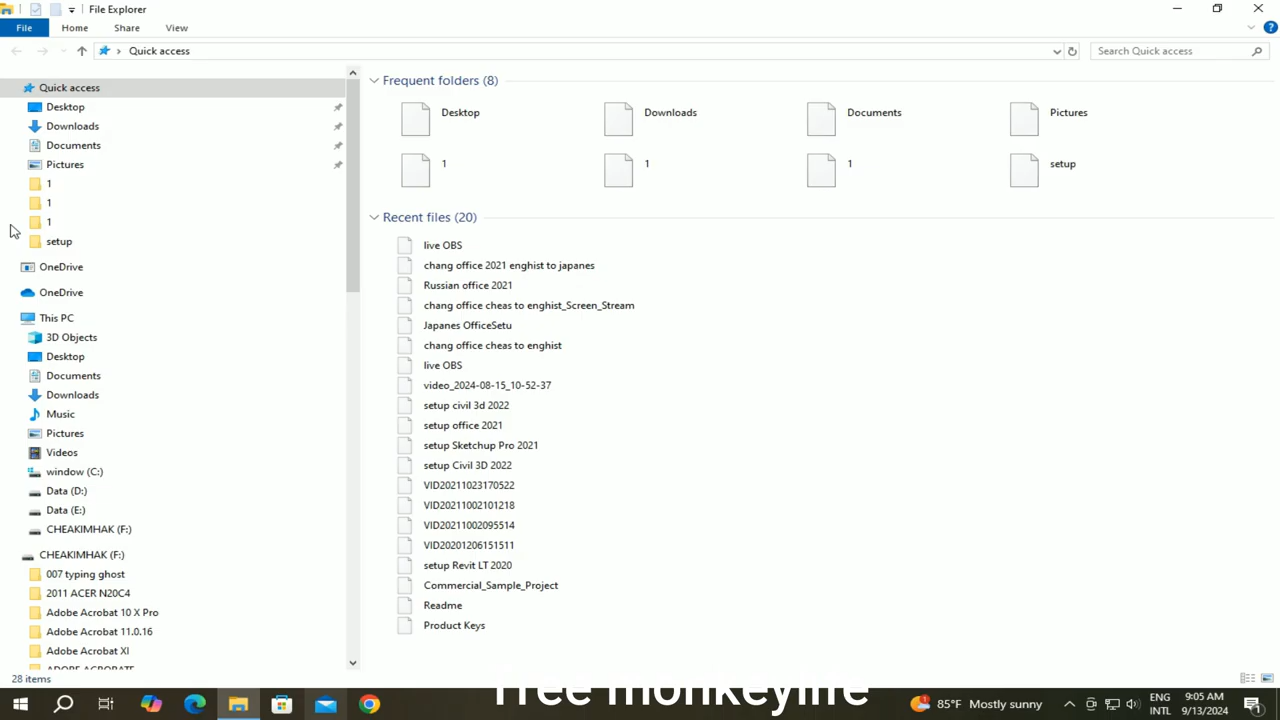 File Explorer
File Home Share View
Quick access
Search Quick access
Quick access
Desktop
Downloads
Documents
Pictures
1
1
1
setup
OneDrive
OneDrive
This PC
3D Objects
Desktop
Documents
Downloads
Music
Pictures
Videos
window (C:)
Data (D:)
Data (E:)
CHEAKIMHAK (F:)
CHEAKIMHAK (F:)
007 typing ghost
2011 ACER N20C4
Adobe Acrobat 10 X Pro
Adobe Acrobat 11.0.16
Adobe Acrobat XI
ADOBE ACROBATE
Frequent folders (8)
Desktop Downloads Documents Pictures
1 1 1 setup
Recent files (20)
live OBS
chang office 2021 enghist to japanes
Russian office 2021
chang office cheas to enghist_Screen_Stream
Japanes OfficeSetu
chang office cheas to enghist
live OBS
video_2024-08-15_10-52-37
setup civil 3d 2022
setup office 2021
setup Sketchup Pro 2021
setup Civil 3D 2022
VID20211023170522
VID20211002101218
VID20211002095514
VID20201206151511
setup Revit LT 2020
Commercial_Sample_Project
Readme
Product Keys
28 items
Tree monkeylife
85°F Mostly sunny
ENG
INTL
9:05 AM
9/13/2024
1